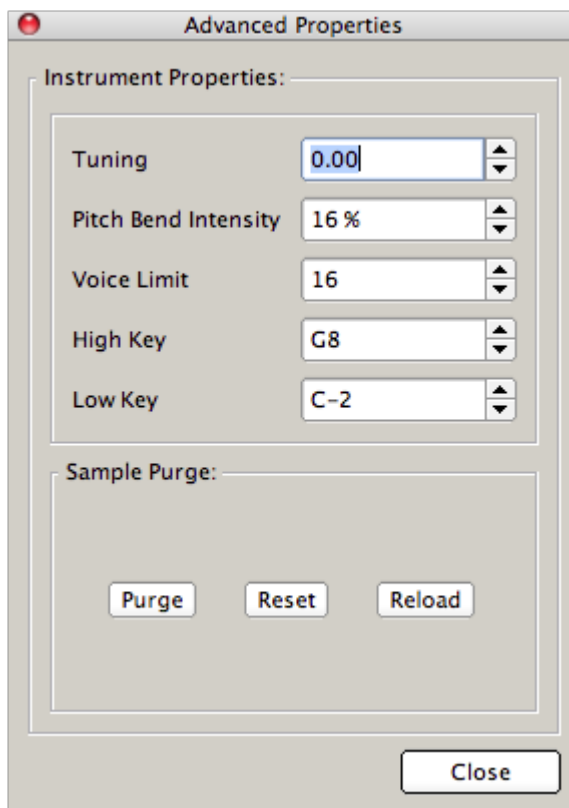 Advanced Properties
Instrument Properties:
Tuning 0.00
Pitch Bend Intensity 16 %
Voice Limit 16
High Key G8
Low Key C-2
Sample Purge:
Purge Reset Reload
Close